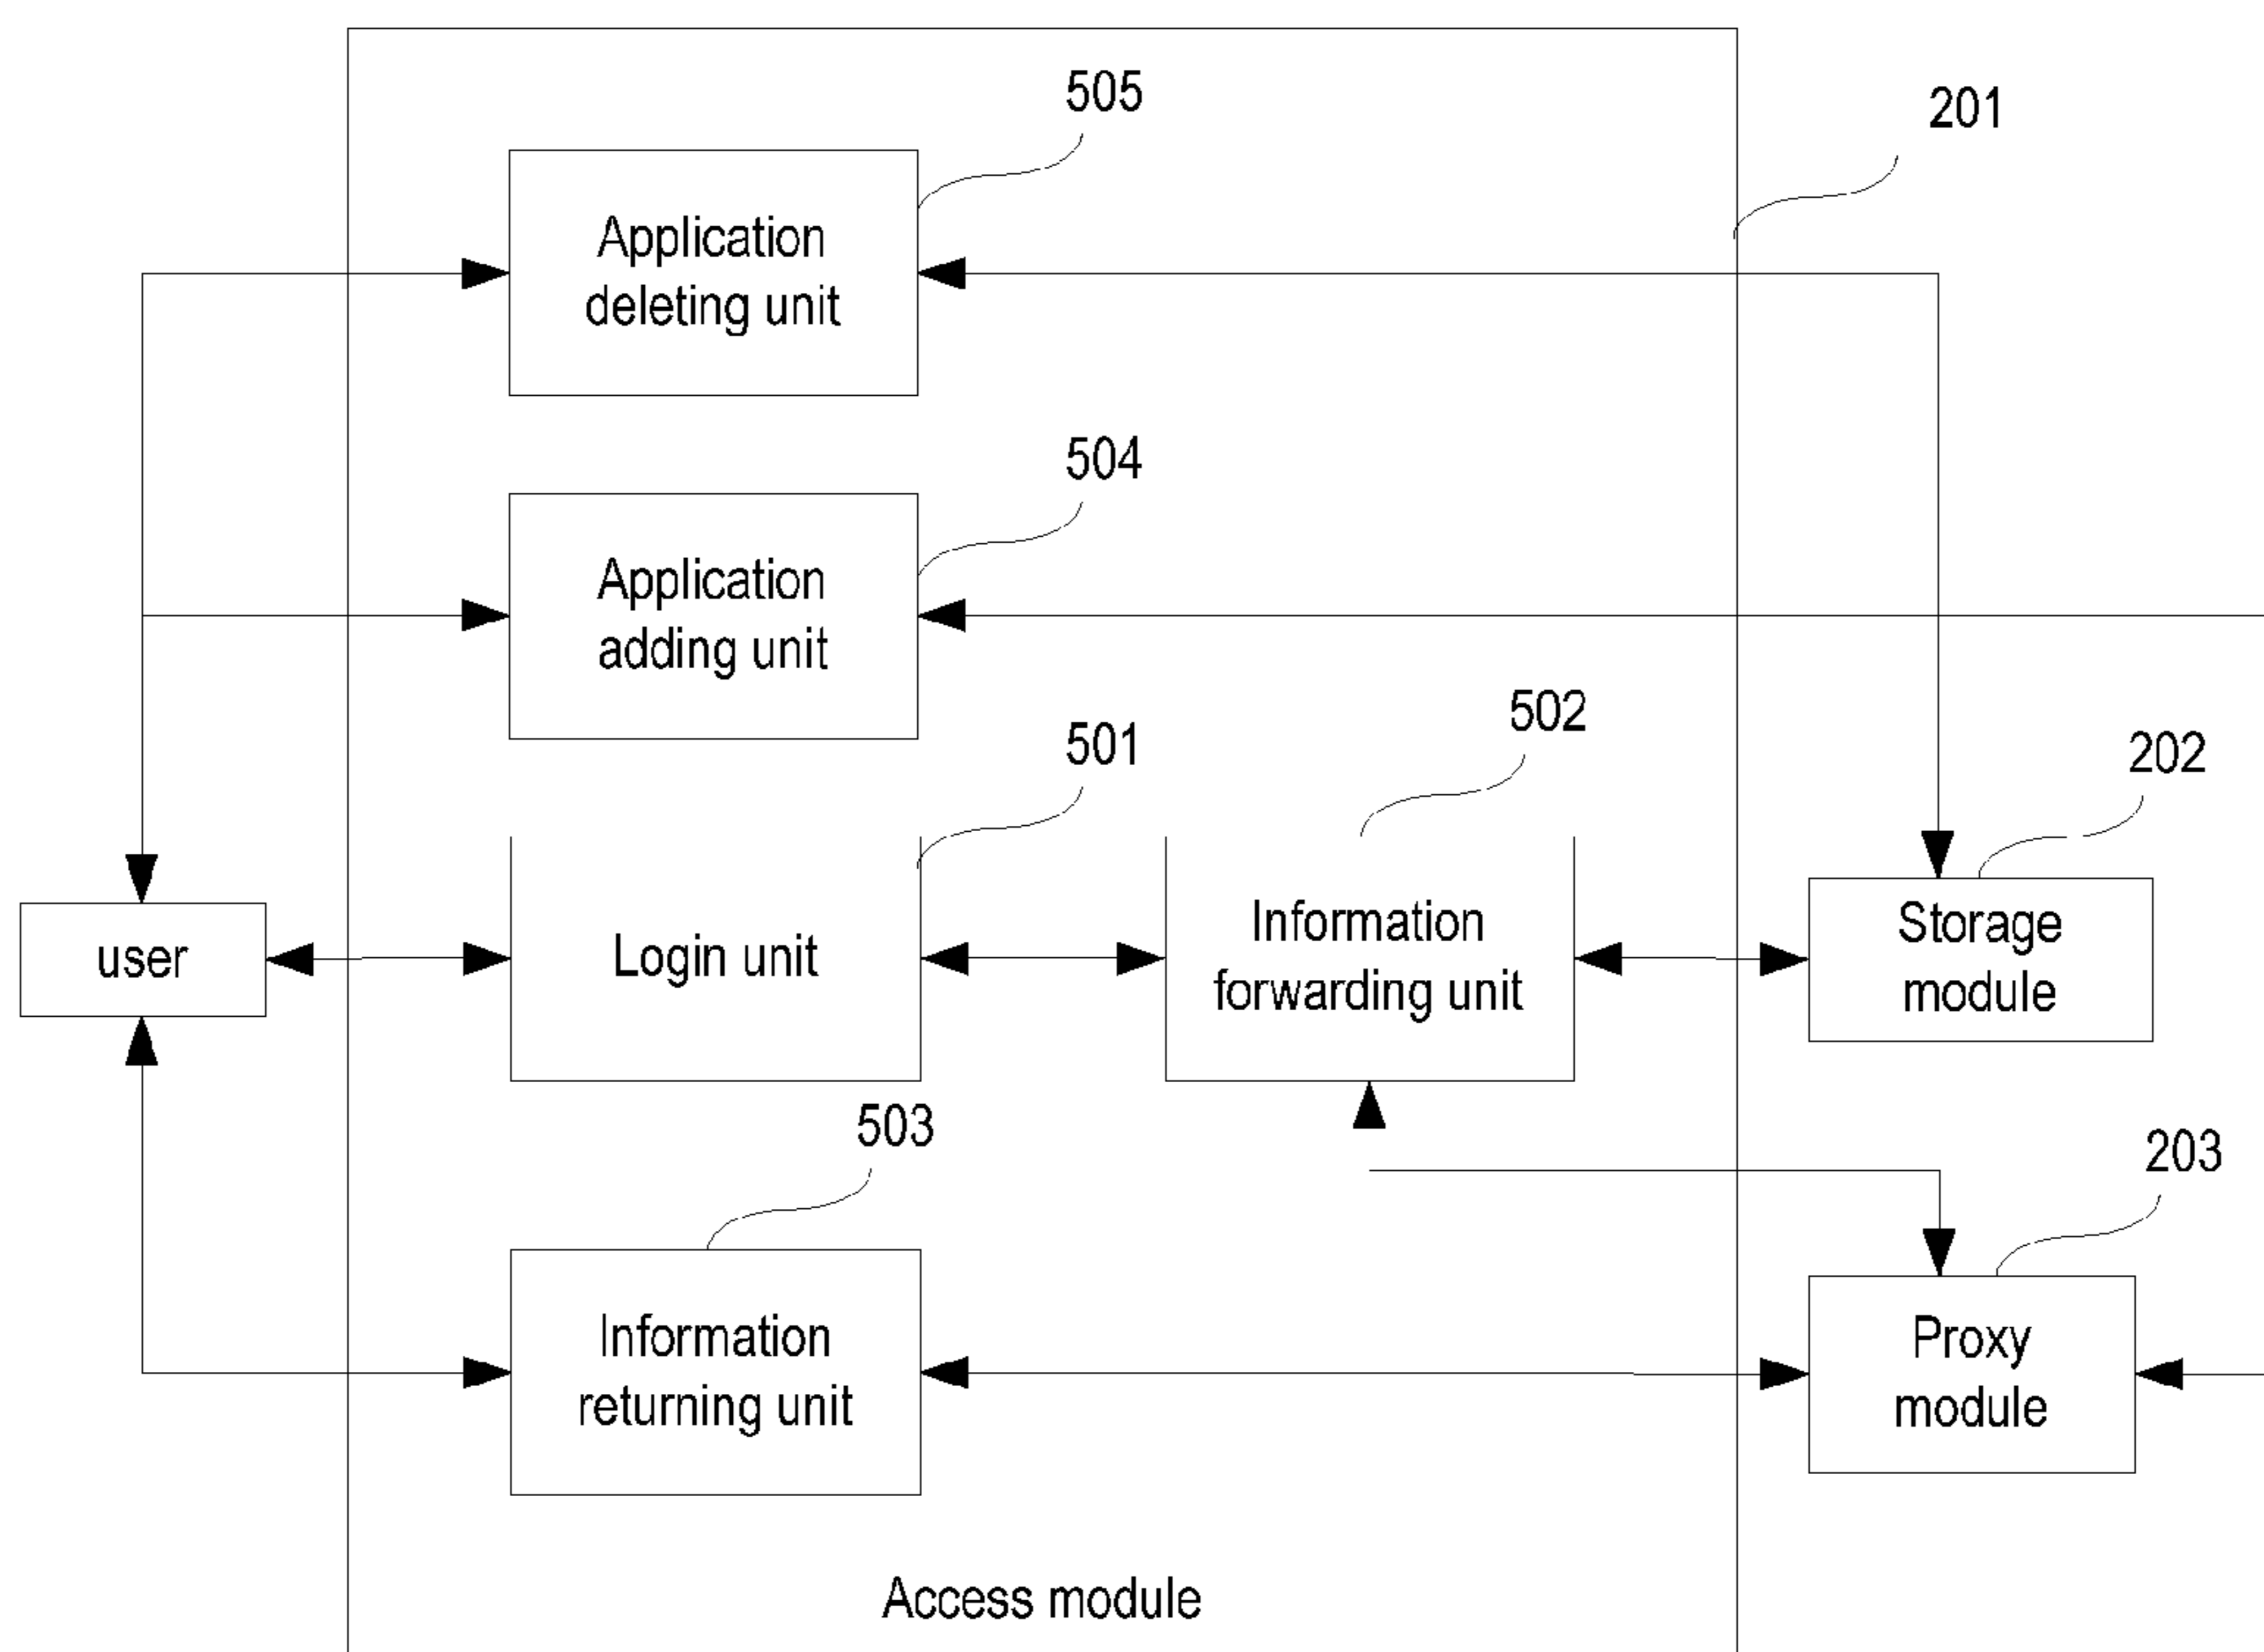 505
201
Application
deleting unit
504
Application
adding unit
501
502
202
user
Login unit
Information
forwarding unit
Storage
module
503
203
Information
returning unit
Proxy
module
Access module